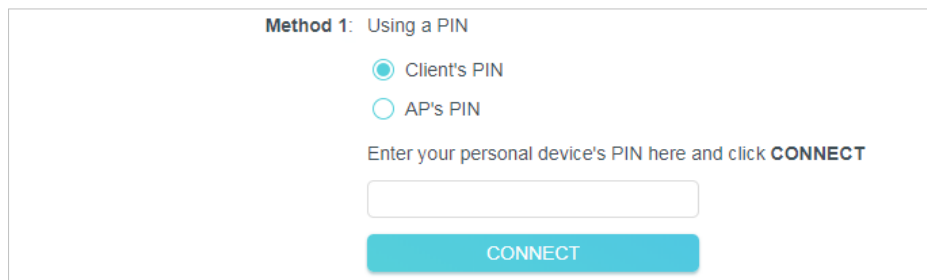 Method 1: Using a PIN
Client's PIN
AP's PIN
Enter your personal device's PIN here and click CONNECT
CONNECT